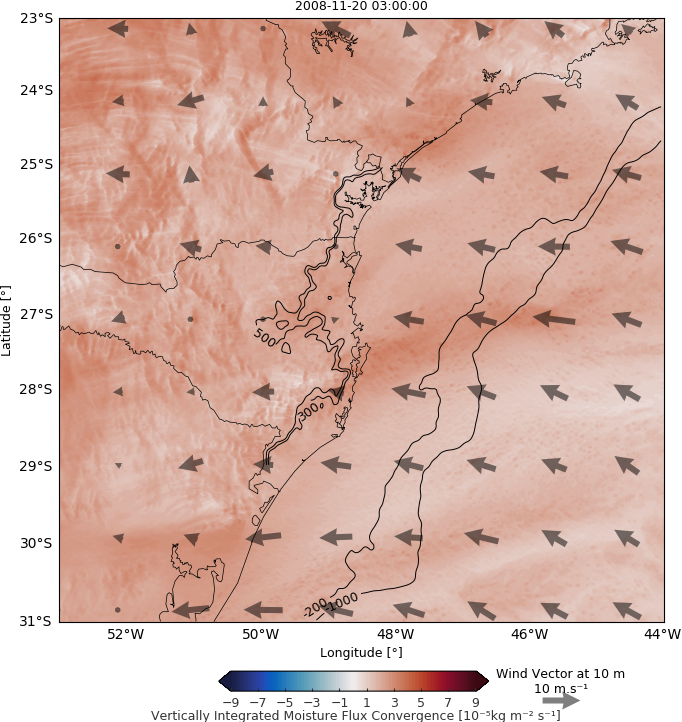 2008-11-20 03:00:00
23°S
24°S
25°S
26°S
27°S
28°S
29°S
30°S
31°S
Latitude [°]
500
300
-200
-1000
52°W 50°W 48°W 46°W 44°W
Longitude [°]
Wind Vector at 10 m
10 m.s⁻¹
−9 −7 −5 −3 −1 1 3 5 7 9
Vertically Integrated Moisture Flux Convergence [10⁻⁵kg m⁻² s⁻¹]